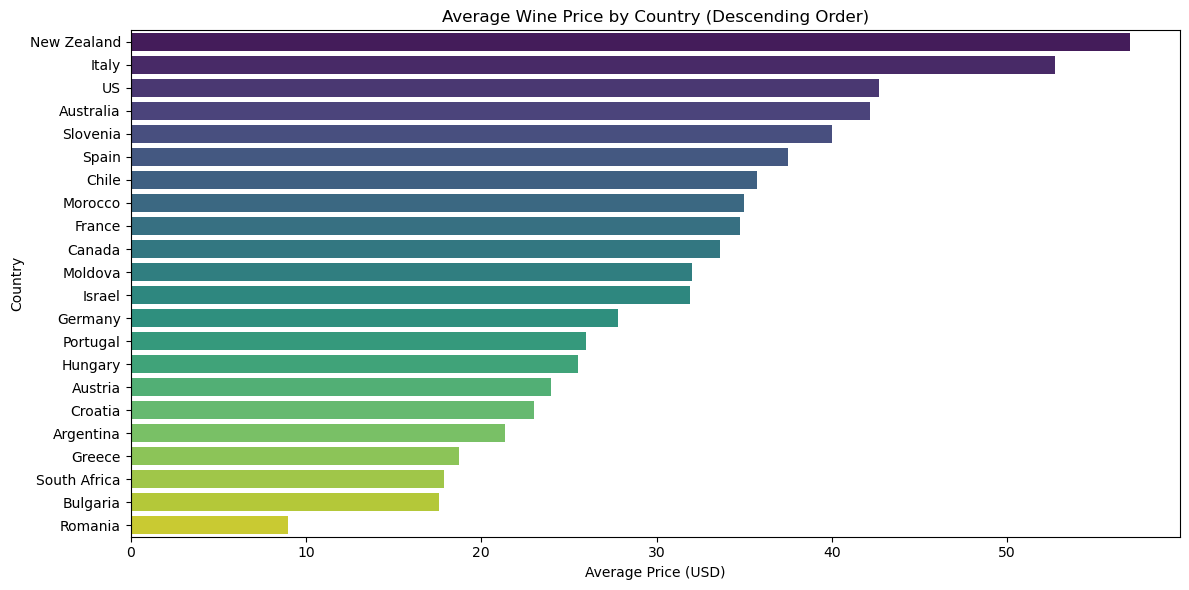 Average Wine Price by Country (Descending Order)
New Zealand
Italy
US
Australia
Slovenia
Spain
Chile
Morocco
France
Canada
Moldova
Israel
Germany
Portugal
Hungary
Austria
Croatia
Argentina
Greece
South Africa
Bulgaria
Romania
Country
0 10 20 30 40 50
Average Price (USD)